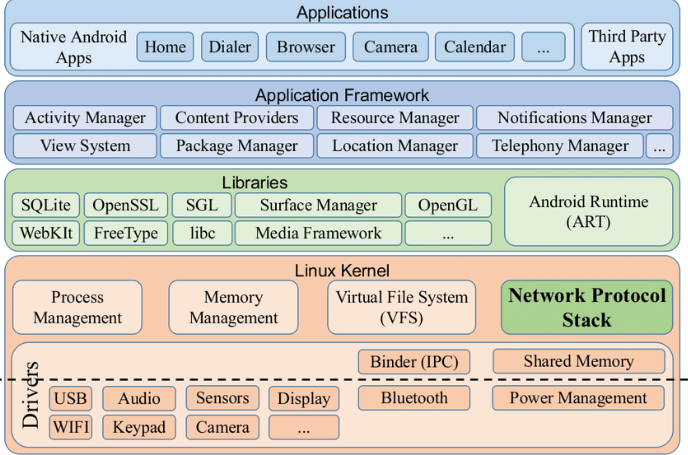 Applications
Native Android
Apps
Home
Dialer
Browser
Camera
Calendar
...
Third Party
Apps
Application Framework
Activity Manager
Content Providers
Resource Manager
Notifications Manager
View System
Package Manager
Location Manager
Telephony Manager
...
Libraries
SQLite
OpenSSL
SGL
Surface Manager
OpenGL
WebKIt
FreeType
libc
Media Framework
...
Android Runtime
(ART)
Linux Kernel
Process
Management
Memory
Management
Virtual File System
(VFS)
Network Protocol
Stack
Drivers
Binder (IPC)
Shared Memory
USB
Audio
Sensors
Display
Bluetooth
Power Management
WIFI
Keypad
Camera
...